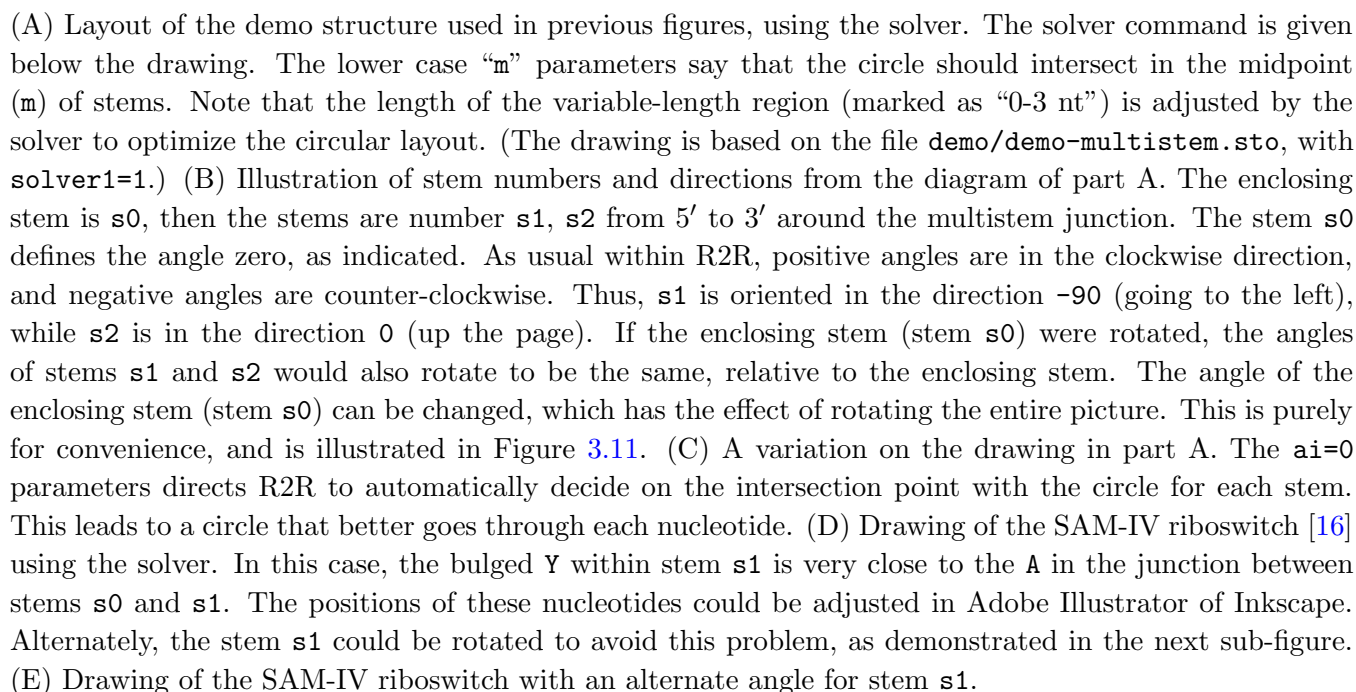 (A) Layout of the demo structure used in previous figures, using the solver. The solver command is given
below the drawing. The lower case “m” parameters say that the circle should intersect in the midpoint
(m) of stems. Note that the length of the variable-length region (marked as “0-3 nt”) is adjusted by the
solver to optimize the circular layout. (The drawing is based on the file demo/demo-multistem.sto, with
solver1=1.) (B) Illustration of stem numbers and directions from the diagram of part A. The enclosing
stem is s0, then the stems are number s1, s2 from 5′ to 3′ around the multistem junction. The stem s0
defines the angle zero, as indicated. As usual within R2R, positive angles are in the clockwise direction,
and negative angles are counter-clockwise. Thus, s1 is oriented in the direction -90 (going to the left),
while s2 is in the direction 0 (up the page). If the enclosing stem (stem s0) were rotated, the angles
of stems s1 and s2 would also rotate to be the same, relative to the enclosing stem. The angle of the
enclosing stem (stem s0) can be changed, which has the effect of rotating the entire picture. This is purely
for convenience, and is illustrated in Figure 3.11. (C) A variation on the drawing in part A. The ai=0
parameters directs R2R to automatically decide on the intersection point with the circle for each stem.
This leads to a circle that better goes through each nucleotide. (D) Drawing of the SAM-IV riboswitch [16]
using the solver. In this case, the bulged Y within stem s1 is very close to the A in the junction between
stems s0 and s1. The positions of these nucleotides could be adjusted in Adobe Illustrator of Inkscape.
Alternately, the stem s1 could be rotated to avoid this problem, as demonstrated in the next sub-figure.
(E) Drawing of the SAM-IV riboswitch with an alternate angle for stem s1.